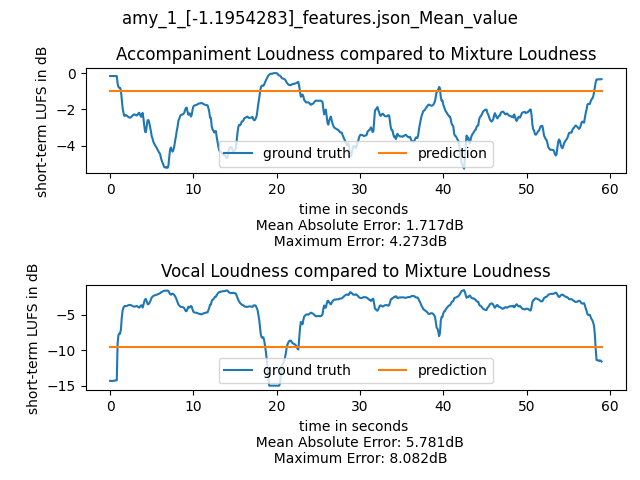 amy_1_[-1.1954283]_features.json_Mean_value
Accompaniment Loudness compared to Mixture Loudness
short-term LUFS in dB
0
−2
−4
ground truth
prediction
0 10 20 30 40 50 60
time in seconds
Mean Absolute Error: 1.717dB
Maximum Error: 4.273dB
Vocal Loudness compared to Mixture Loudness
short-term LUFS in dB
−5
−10
−15
ground truth
prediction
0 10 20 30 40 50 60
time in seconds
Mean Absolute Error: 5.781dB
Maximum Error: 8.082dB